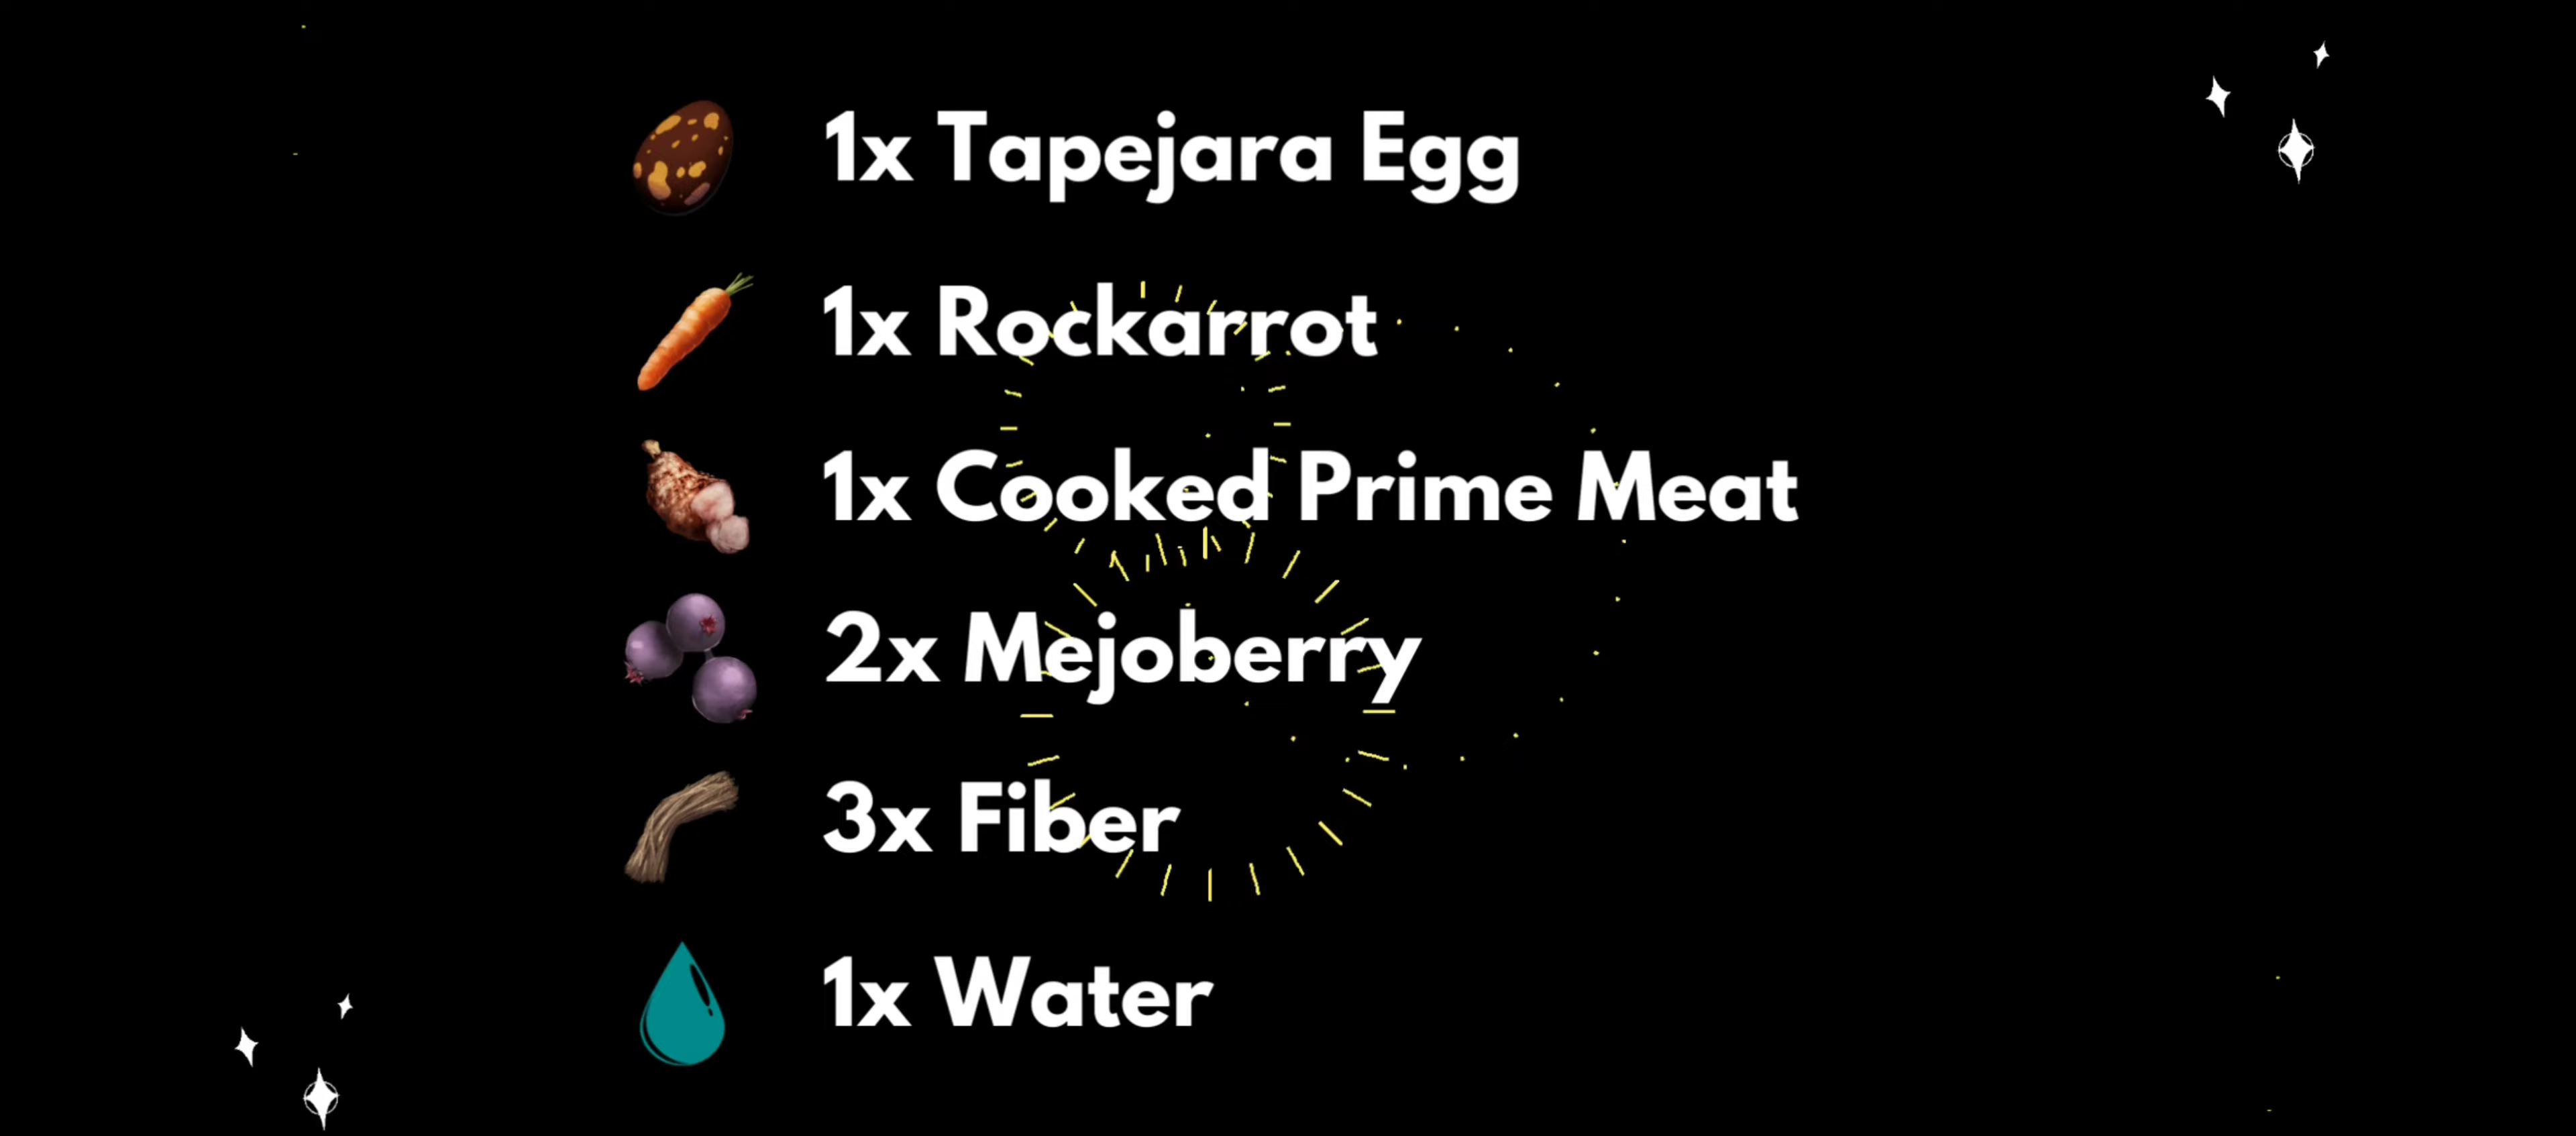 1x Tapejara Egg
1x Rockarrot
1x Cooked Prime Meat
2x Mejoberry
3x Fiber
1x Water